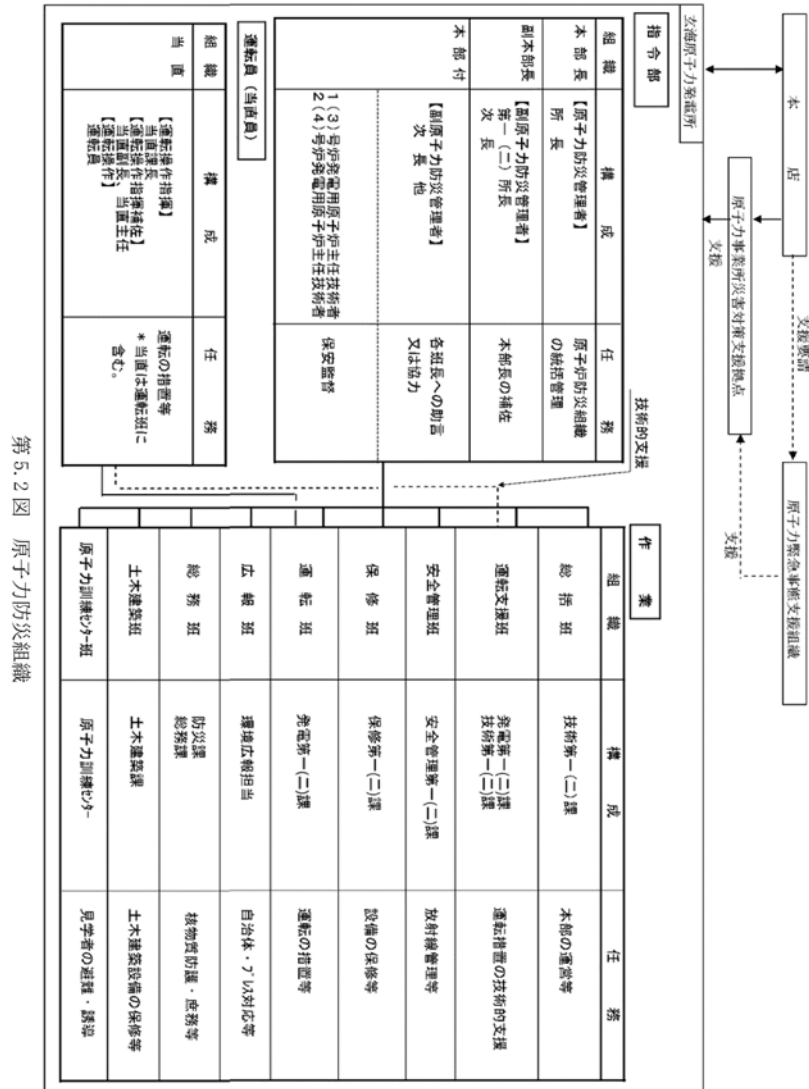 本　店
支援要請
原子力緊急事態支援組織
原子力事業所災害対策支援拠点
支援
支援
玄海原子力発電所
指令部
組　織
構　成
任　務
本 部 長
【原子力防災管理者】
所　長
原子炉防災組織
の統括管理
副本部長
【副原子力防災管理者】
第一（二）所長
次　長
本部長の補佐
本 部 付
【副原子力防災管理者】
次　長　他
各班長への助言
又は協力
1（3）号炉発電用原子炉主任技術者
2（4）号炉発電用原子炉主任技術者
保安監督
運転員（当直員）
組　織
構　成
任　務
当　直
【運転操作指揮】
当直課長
【運転操作指揮補佐】
当直副長、当直主任
【運転操作】
運転員
運転の措置等
＊当直は運転班に
含む。
技術的支援
作　業
組　織
構　成
任　務
総　括　班
技術第一(二)課
本部の運営等
運転支援班
発電第一(二)課
技術第一(二)課
運転措置の技術的支援
安全管理班
安全管理第一(二)課
放射線管理等
保　修　班
保修第一(二)課
設備の保修等
運　転　班
発電第一(二)課
運転の措置等
広　報　班
環境広報担当
自治体・プレス対応等
総　務　班
防災課
総務課
核物質防護・庶務等
土木建築班
土木建築課
土木建築設備の保修等
原子力訓練センター班
原子力訓練センター
見学者の避難・誘導
第5.2図　原子力防災組織